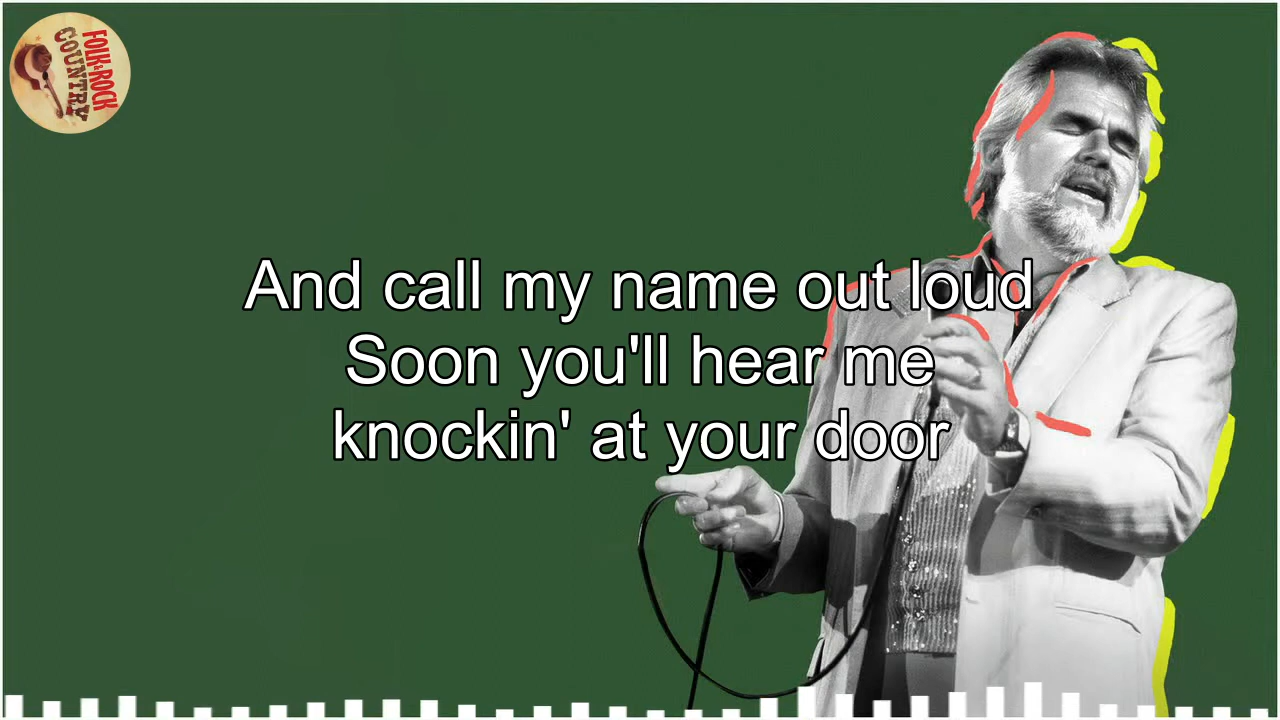 FOLK & ROCK
COUNTRY
And call my name out loud
Soon you'll hear me
knockin' at your door